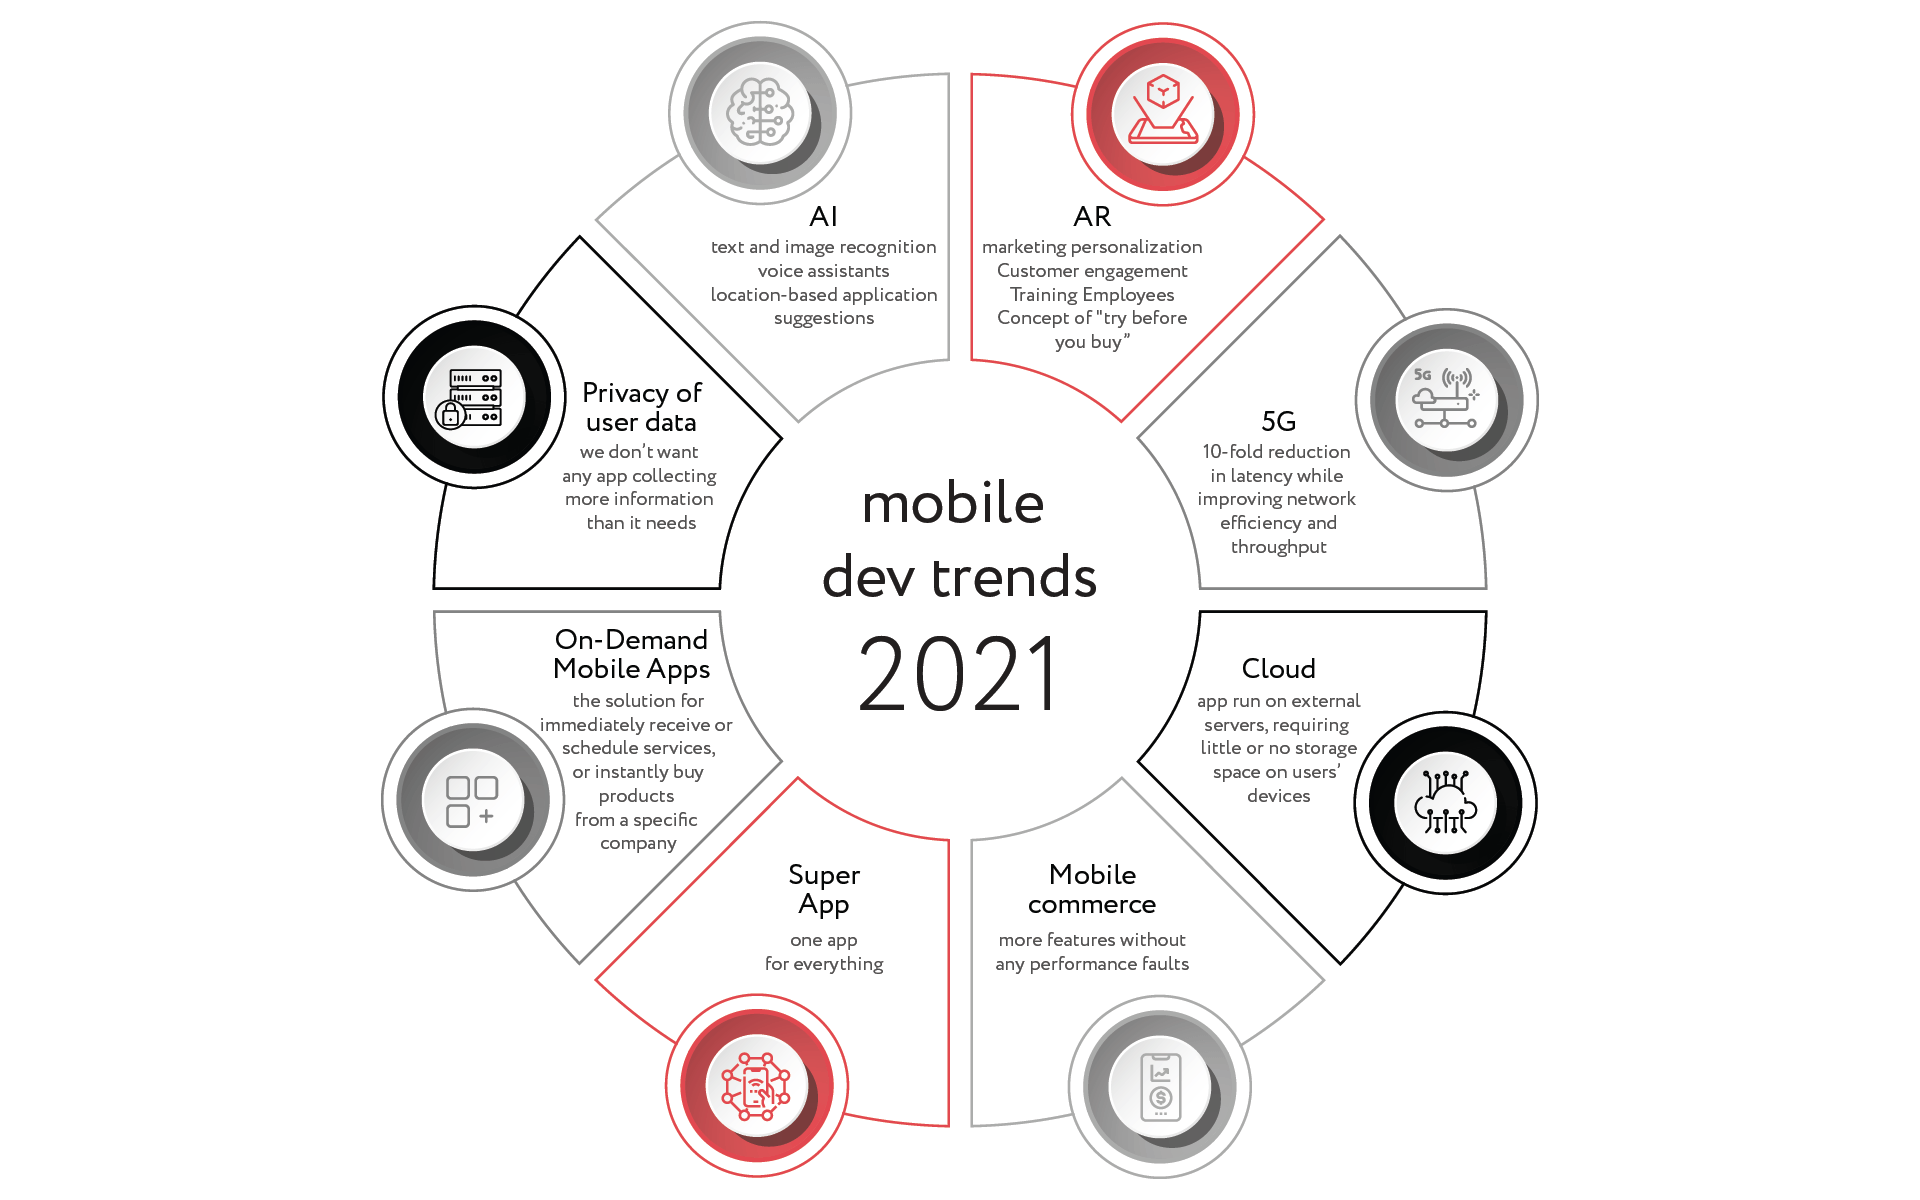 AI
text and image recognition
voice assistants
location-based application
suggestions
AR
marketing personalization
Customer engagement
Training Employees
Concept of "try before
you buy”
Privacy of
user data
we don’t want
any app collecting
more information
than it needs
5G
5G
10-fold reduction
in latency while
improving network
efficiency and
throughput
mobile
dev trends
2021
On-Demand
Mobile Apps
the solution for
immediately receive or
schedule services,
or instantly buy
products
from a specific
company
Cloud
app run on external
servers, requiring
little or no storage
space on users’
devices
Super
App
one app
for everything
Mobile
commerce
more features without
any performance faults
$